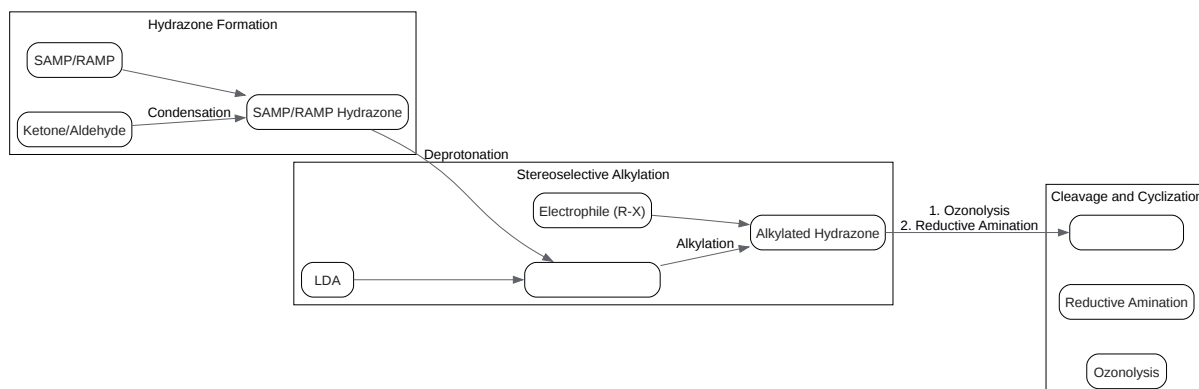 Hydrazone Formation
SAMP/RAMP
Ketone/Aldehyde
Condensation
SAMP/RAMP Hydrazone
Deprotonation
Stereoselective Alkylation
Electrophile (R-X)
Alkylation
Alkylated Hydrazone
LDA
1. Ozonolysis
2. Reductive Amination
Cleavage and Cyclization
Reductive Amination
Ozonolysis